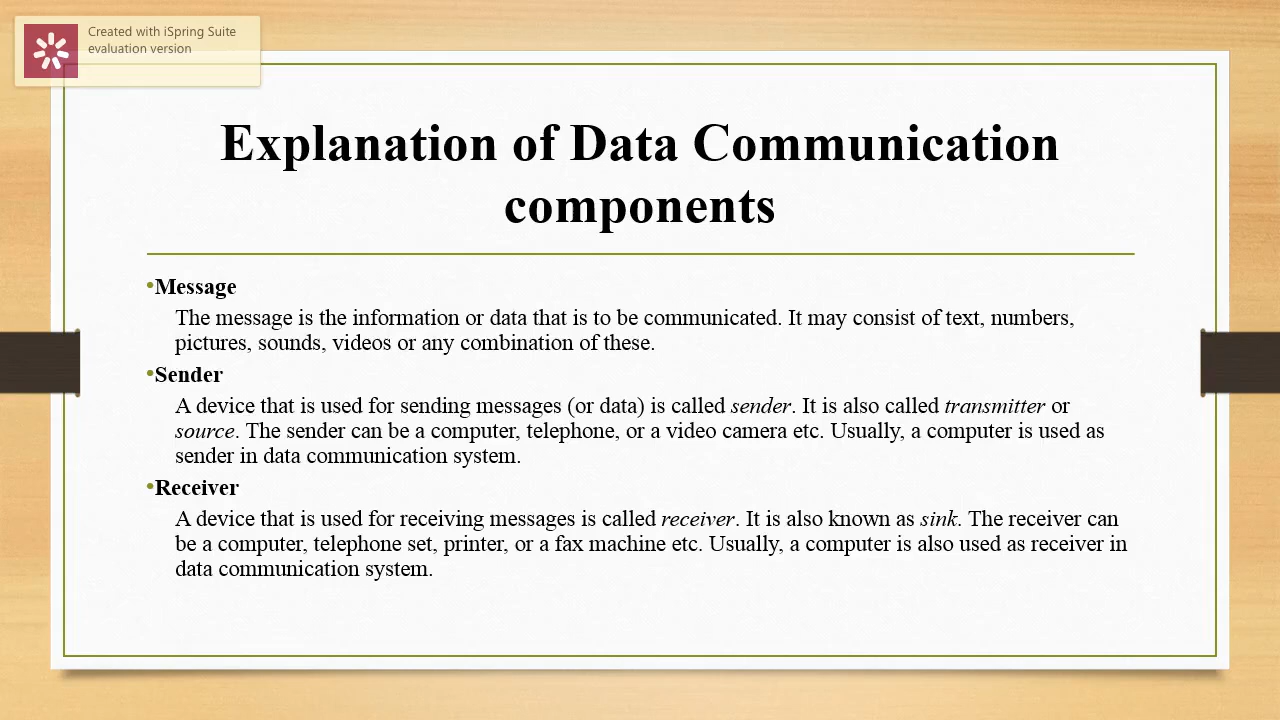 Created with iSpring Suite
evaluation version
Explanation of Data Communication
components
•Message
The message is the information or data that is to be communicated. It may consist of text, numbers,
pictures, sounds, videos or any combination of these.
•Sender
A device that is used for sending messages (or data) is called sender. It is also called transmitter or
source. The sender can be a computer, telephone, or a video camera etc. Usually, a computer is used as
sender in data communication system.
•Receiver
A device that is used for receiving messages is called receiver. It is also known as sink. The receiver can
be a computer, telephone set, printer, or a fax machine etc. Usually, a computer is also used as receiver in
data communication system.